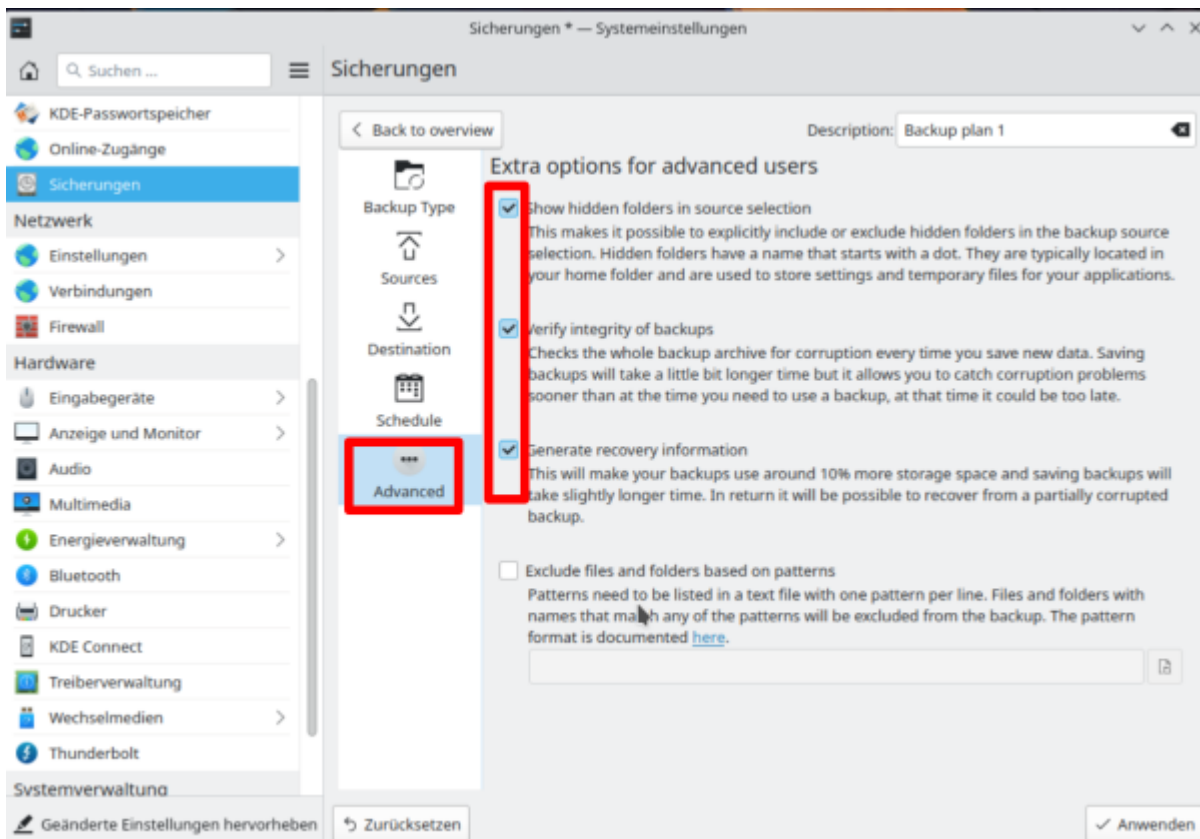 Sicherungen * — Systemeinstellungen
Suchen ...
Sicherungen
KDE-Passwortspeicher
Online-Zugänge
Sicherungen
Netzwerk
Einstellungen
Verbindungen
Firewall
Hardware
Eingabegeräte
Anzeige und Monitor
Audio
Multimedia
Energieverwaltung
Bluetooth
Drucker
KDE Connect
Treiberverwaltung
Wechselmedien
Thunderbolt
Systemverwaltung
Geänderte Einstellungen hervorheben
Back to overview
Description: Backup plan 1
Backup Type
Sources
Destination
Schedule
Advanced
Extra options for advanced users
Show hidden folders in source selection
This makes it possible to explicitly include or exclude hidden folders in the backup source
selection. Hidden folders have a name that starts with a dot. They are typically located in
your home folder and are used to store settings and temporary files for your applications.
Verify integrity of backups
Checks the whole backup archive for corruption every time you save new data. Saving
backups will take a little bit longer time but it allows you to catch corruption problems
sooner than at the time you need to use a backup, at that time it could be too late.
Generate recovery information
This will make your backups use around 10% more storage space and saving backups will
take slightly longer time. In return it will be possible to recover from a partially corrupted
backup.
Exclude files and folders based on patterns
Patterns need to be listed in a text file with one pattern per line. Files and folders with
names that match any of the patterns will be excluded from the backup. The pattern
format is documented here.
Zurücksetzen
Anwenden